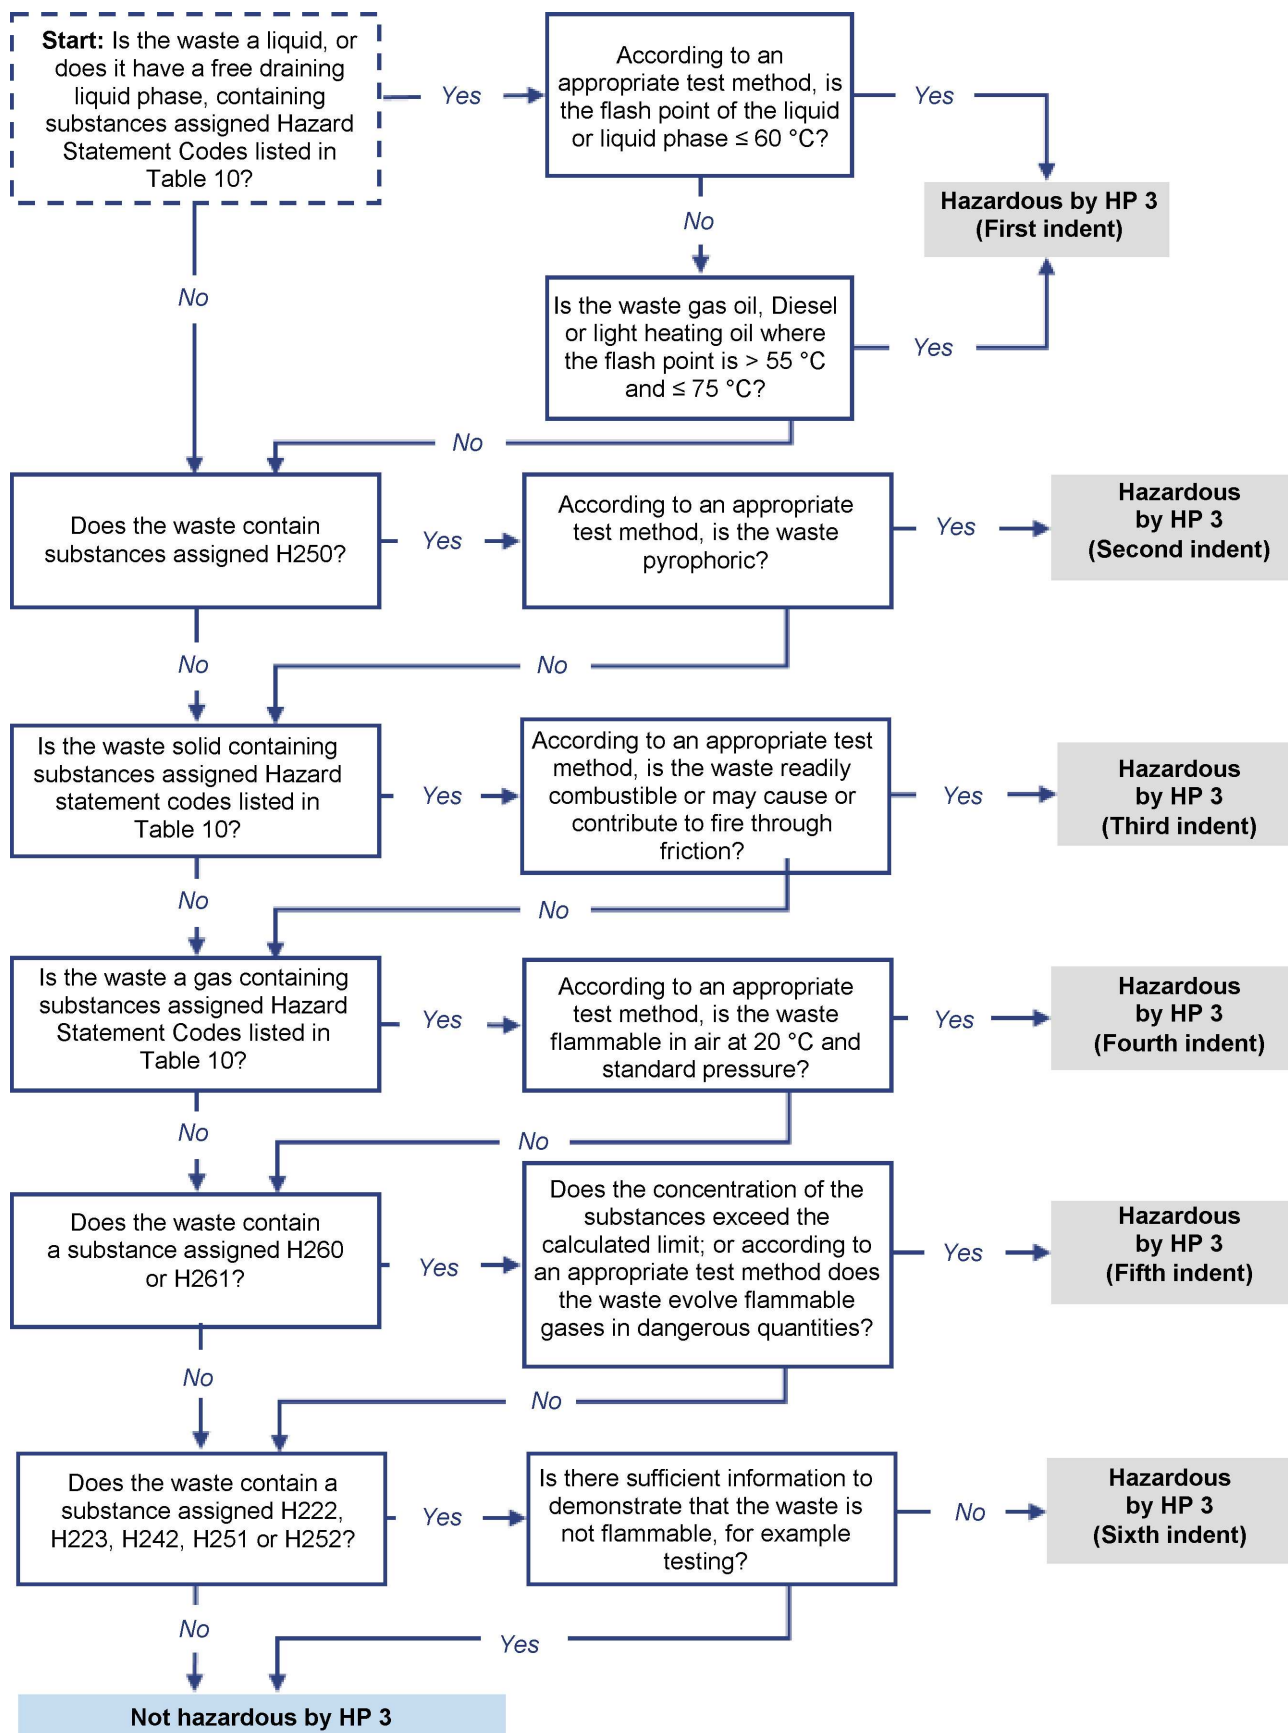 Start: Is the waste a liquid, or
does it have a free draining
liquid phase, containing
substances assigned Hazard
Statement Codes listed in
Table 10?
Yes
According to an
appropriate test method, is
the flash point of the liquid
or liquid phase ≤ 60 °C?
Yes
Hazardous by HP 3
(First indent)
No
No
Is the waste gas oil, Diesel
or light heating oil where
the flash point is > 55 °C
and ≤ 75 °C?
Yes
No
Does the waste contain
substances assigned H250?
Yes
According to an appropriate
test method, is the waste
pyrophoric?
Yes
Hazardous
by HP 3
(Second indent)
No
No
Is the waste solid containing
substances assigned Hazard
statement codes listed in
Table 10?
Yes
According to an appropriate test
method, is the waste readily
combustible or may cause or
contribute to fire through
friction?
Yes
Hazardous
by HP 3
(Third indent)
No
No
Is the waste a gas containing
substances assigned Hazard
Statement Codes listed in
Table 10?
Yes
According to an appropriate
test method, is the waste
flammable in air at 20 °C and
standard pressure?
Yes
Hazardous
by HP 3
(Fourth indent)
No
No
Does the waste contain
a substance assigned H260
or H261?
Yes
Does the concentration of the
substances exceed the
calculated limit; or according to
an appropriate test method does
the waste evolve flammable
gases in dangerous quantities?
Yes
Hazardous
by HP 3
(Fifth indent)
No
No
Does the waste contain a
substance assigned H222,
H223, H242, H251 or H252?
Yes
Is there sufficient information to
demonstrate that the waste is
not flammable, for example
testing?
No
Hazardous
by HP 3
(Sixth indent)
No
Yes
Not hazardous by HP 3